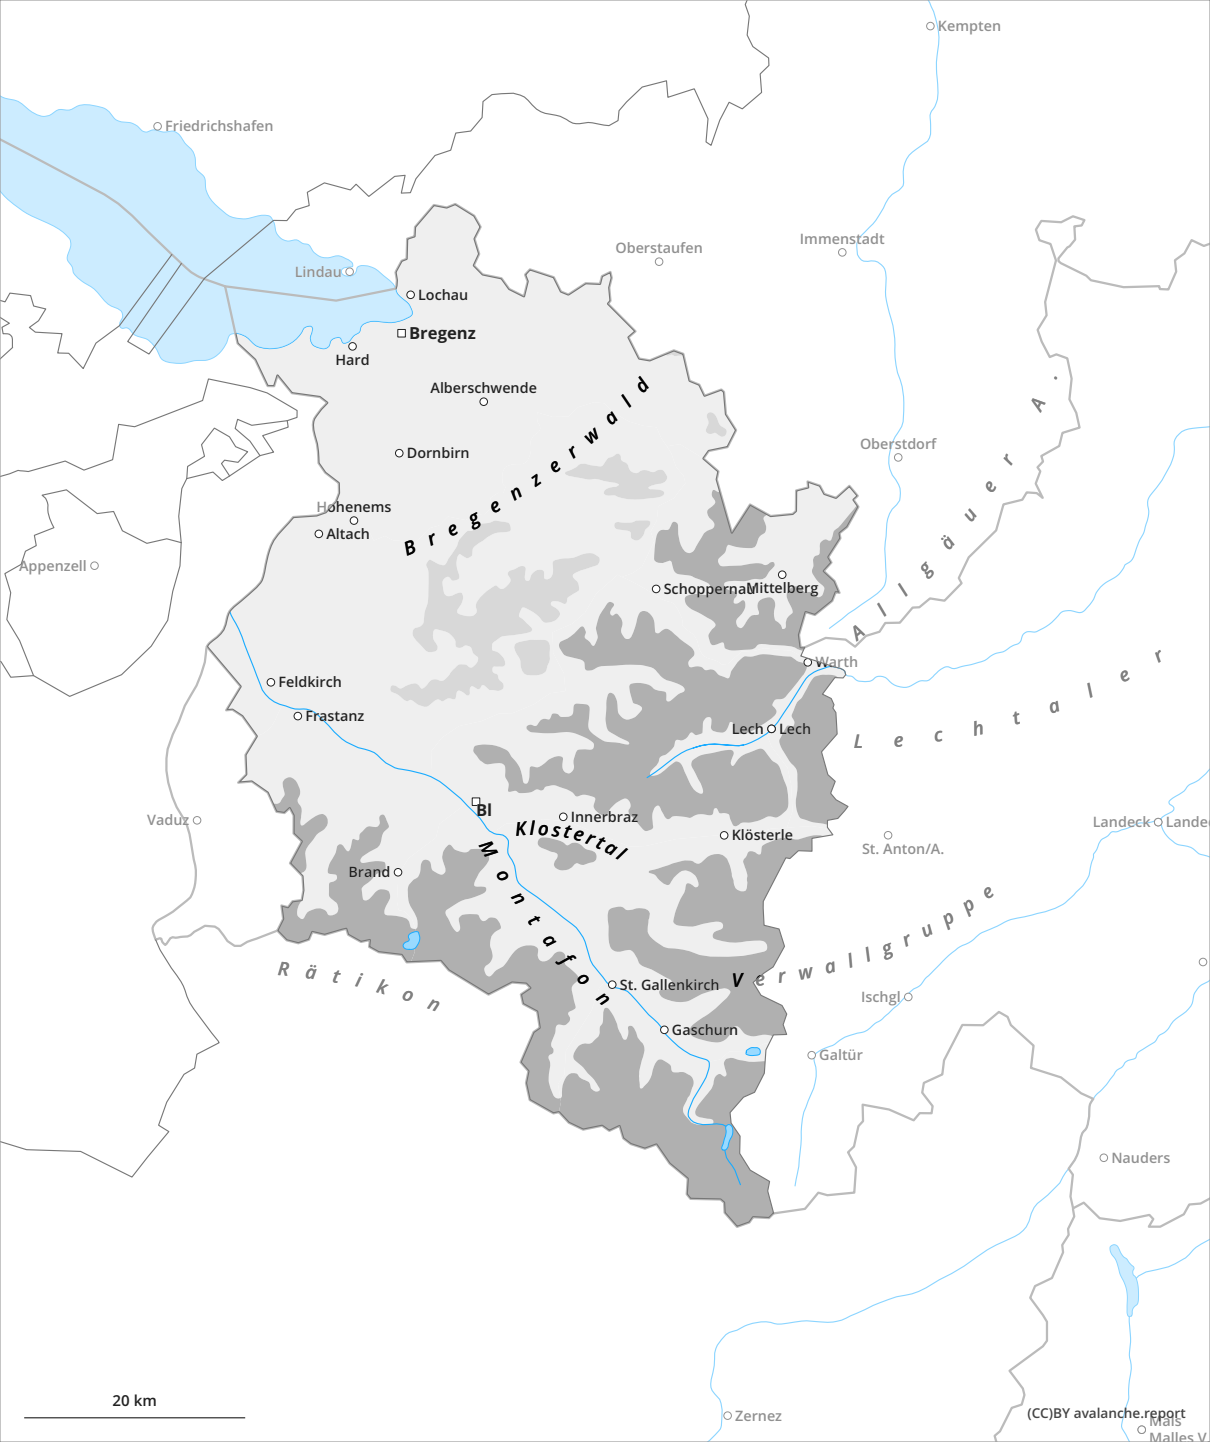 Kempten
Friedrichshafen
Immenstadt
Oberstaufen
Lindau
Lochau
Bregenz
Hard
Alberschwende
Bregenzerwald
Allgäuer A.
Oberstdorf
Dornbirn
Hohenems
Altach
Appenzell
Schoppernau
Mittelberg
Warth
Lechtaler
Feldkirch
Frastanz
Lech Lech
Vaduz
Bl
Innerbraz
Klostertal
Klösterle
Landeck Lande
St. Anton/A.
Montafon
Brand
Verwallgruppe
Rätikon
St. Gallenkirch
Ischgl
Gaschurn
Galtür
Nauders
20 km
Zernez
(CC)BY avalanche.report
Mals
Malles V